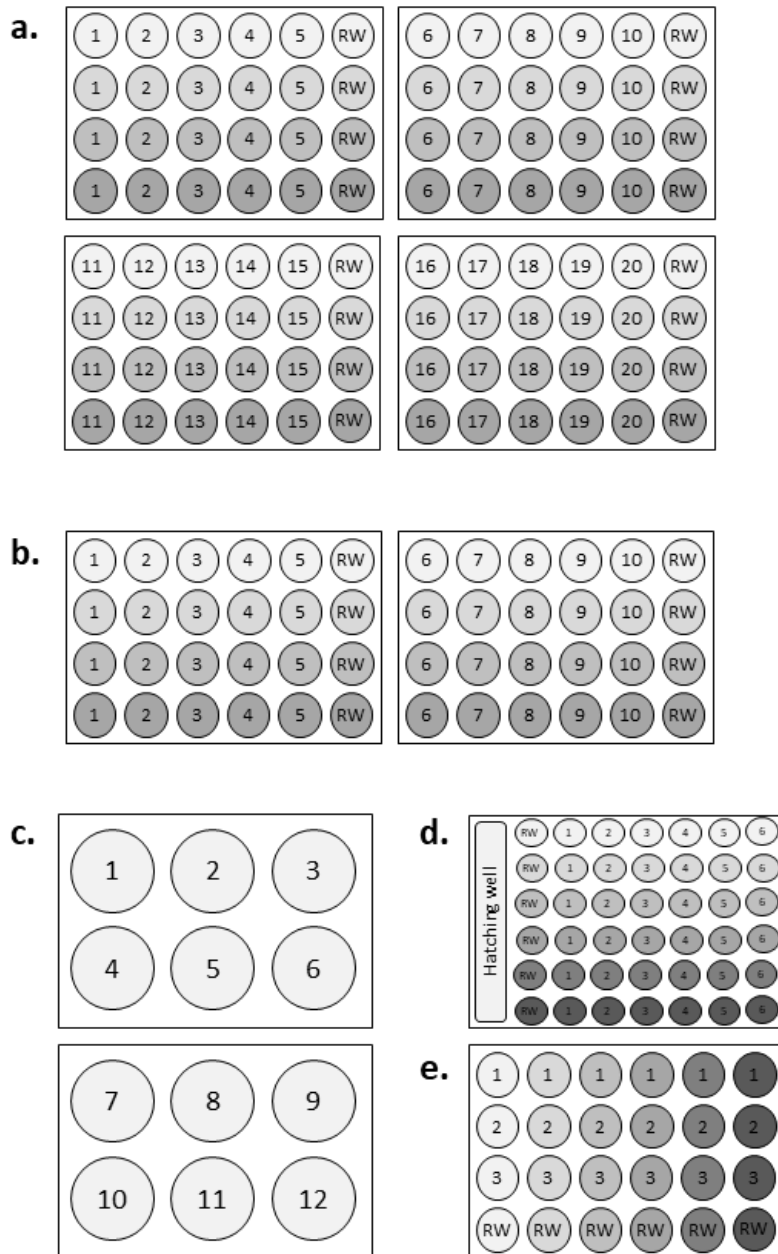 a.
1 2 3 4 5 RW
1 2 3 4 5 RW
1 2 3 4 5 RW
1 2 3 4 5 RW
6 7 8 9 10 RW
6 7 8 9 10 RW
6 7 8 9 10 RW
6 7 8 9 10 RW
11 12 13 14 15 RW
11 12 13 14 15 RW
11 12 13 14 15 RW
11 12 13 14 15 RW
16 17 18 19 20 RW
16 17 18 19 20 RW
16 17 18 19 20 RW
16 17 18 19 20 RW
b.
1 2 3 4 5 RW
1 2 3 4 5 RW
1 2 3 4 5 RW
1 2 3 4 5 RW
6 7 8 9 10 RW
6 7 8 9 10 RW
6 7 8 9 10 RW
6 7 8 9 10 RW
c.
1 2 3
4 5 6
7 8 9
10 11 12
d.
Hatching well
RW 1 2 3 4 5 6
RW 1 2 3 4 5 6
RW 1 2 3 4 5 6
RW 1 2 3 4 5 6
RW 1 2 3 4 5 6
RW 1 2 3 4 5 6
e.
1 1 1 1 1 1
2 2 2 2 2 2
3 3 3 3 3 3
RW RW RW RW RW RW